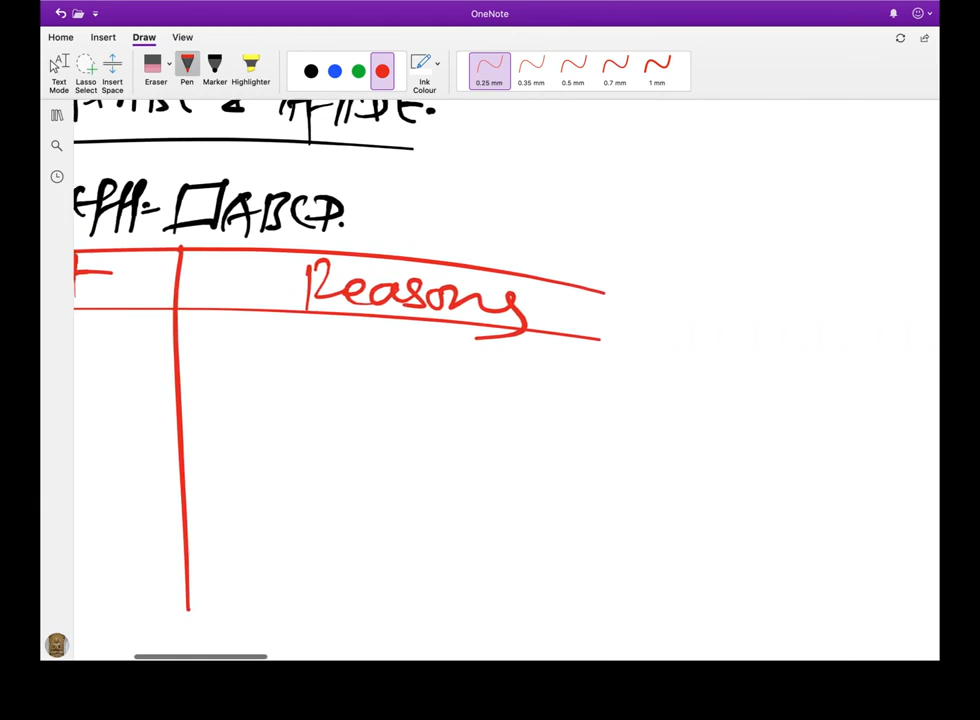 OneNote
Home Insert Draw View
Text Mode Lasso Select Insert Space Eraser Pen Marker Highlighter Ink Colour 0.25 mm 0.35 mm 0.5 mm 0.7 mm 1 mm
□ABCD.
Reasons